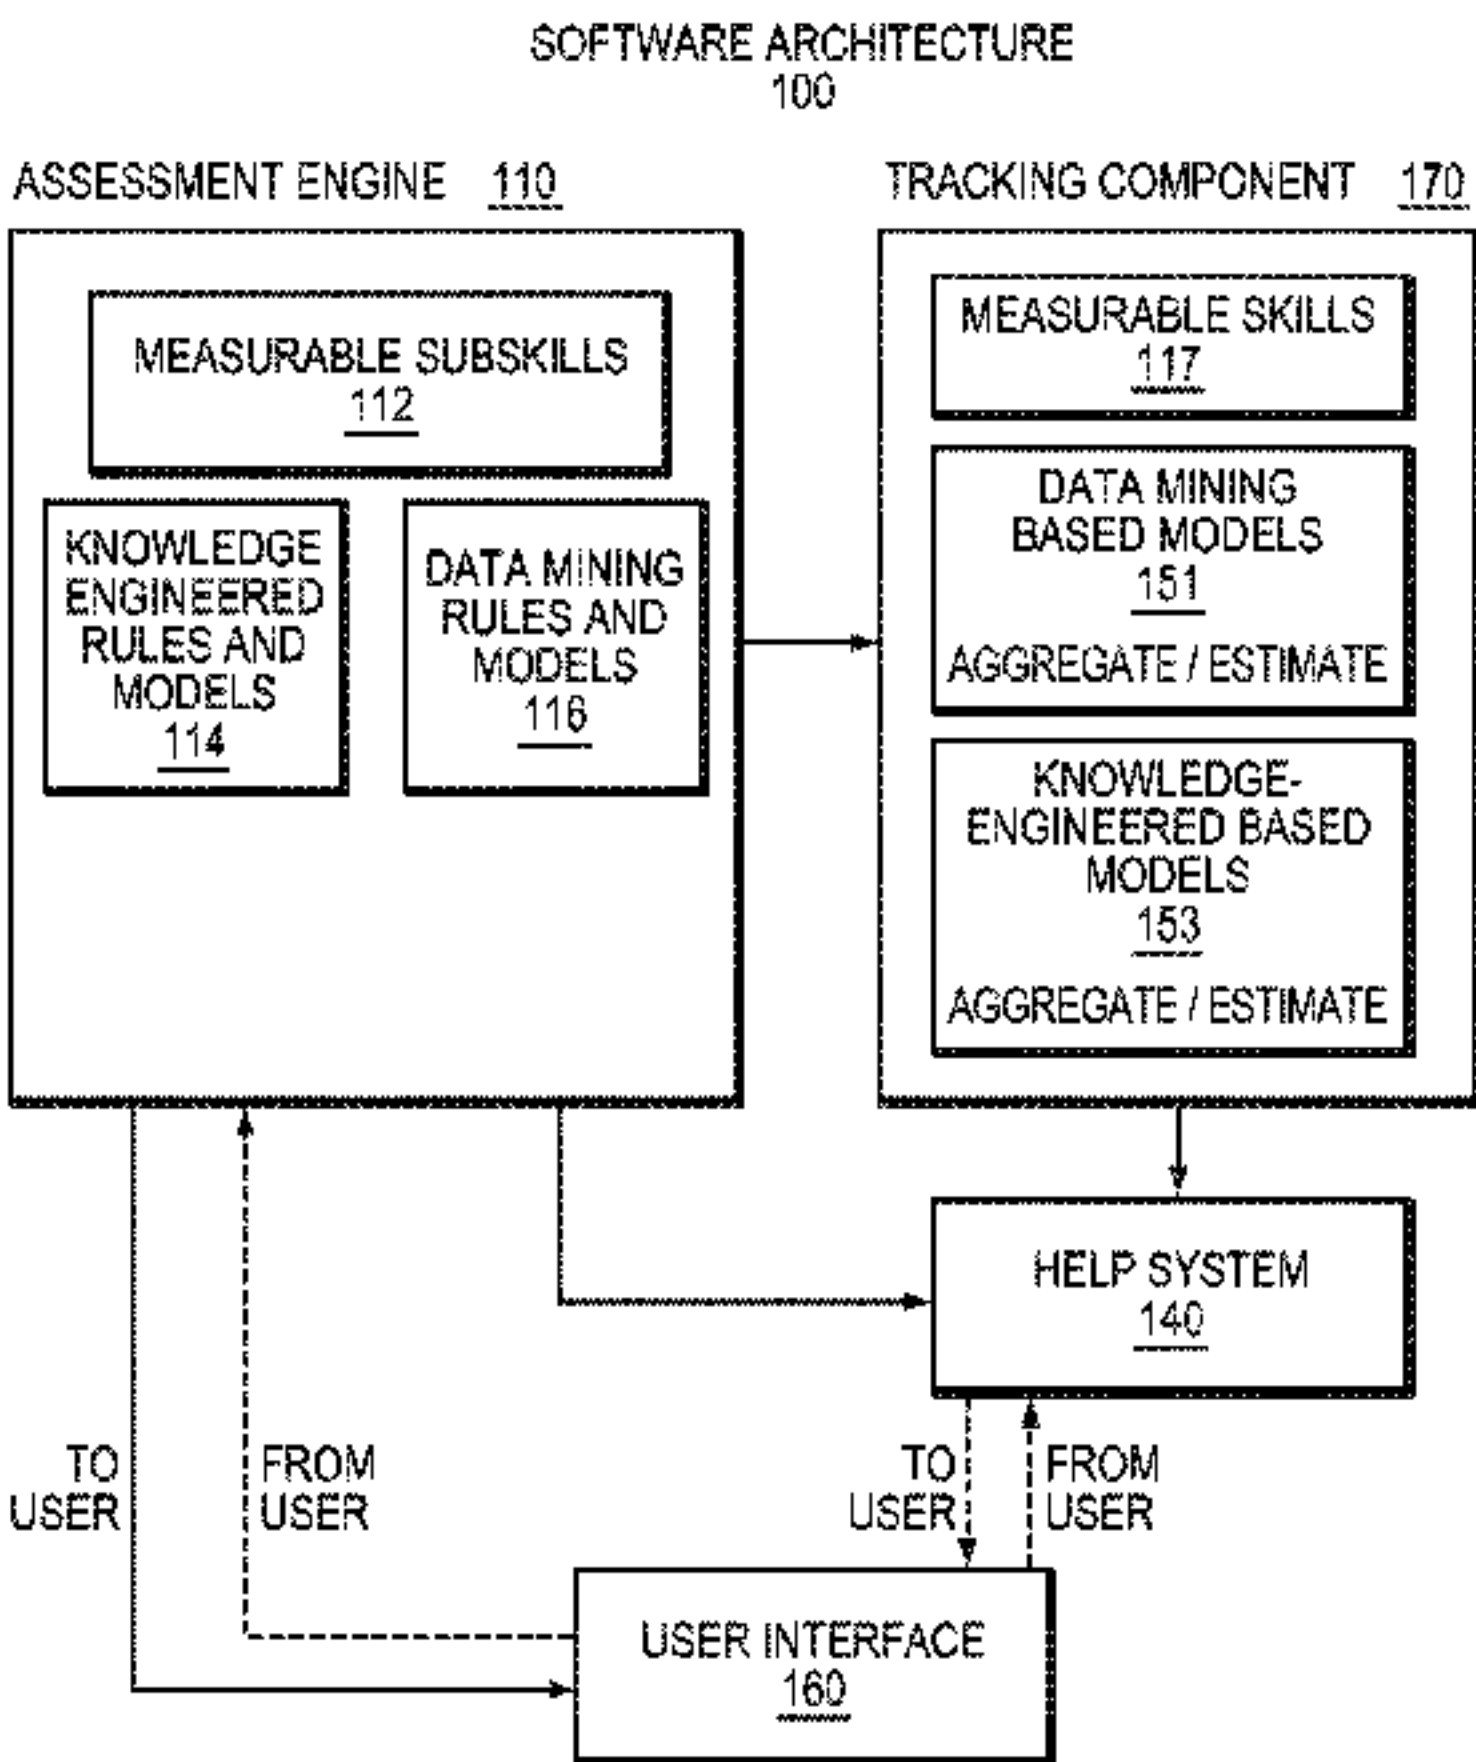 SOFTWARE ARCHITECTURE
100
ASSESSMENT ENGINE 110
MEASURABLE SUBSKILLS
112
KNOWLEDGE
ENGINEERED
RULES AND
MODELS
114
DATA MINING
RULES AND
MODELS
116
TRACKING COMPONENT 170
MEASURABLE SKILLS
117
DATA MINING
BASED MODELS
151
AGGREGATE / ESTIMATE
KNOWLEDGE-
ENGINEERED BASED
MODELS
153
AGGREGATE / ESTIMATE
HELP SYSTEM
140
TO
USER
FROM
USER
TO
USER
FROM
USER
USER INTERFACE
160